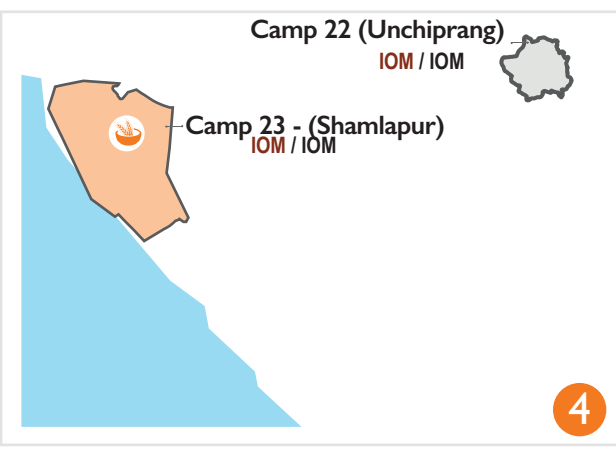 Camp 22 (Unchiprang)
IOM / IOM
Camp 23 - (Shamlapur)
IOM / IOM
4